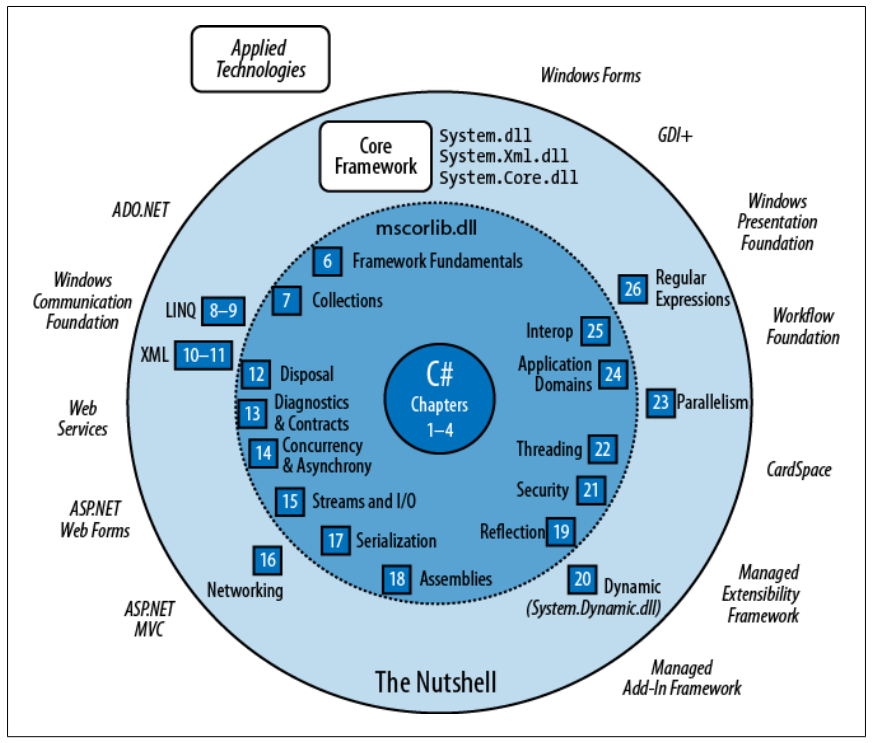 Applied
Technologies
Windows Forms
GDI+
Core
Framework
System.dll
System.Xml.dll
System.Core.dll
ADO.NET
Windows
Presentation
Foundation
mscorlib.dll
6 Framework Fundamentals
7 Collections
Windows
Communication
Foundation
LINQ 8–9
XML 10–11
26 Regular
Expressions
Workflow
Foundation
Interop 25
Application
Domains 24
12 Disposal
13 Diagnostics
& Contracts
14 Concurrency
& Asynchrony
C#
Chapters
1–4
23 Parallelism
Web
Services
Threading 22
Security 21
CardSpace
15 Streams and I/O
ASP.NET
Web Forms
17 Serialization
Reflection 19
16
Networking
18 Assemblies
20 Dynamic
(System.Dynamic.dll)
Managed
Extensibility
Framework
ASP.NET
MVC
The Nutshell
Managed
Add-In Framework